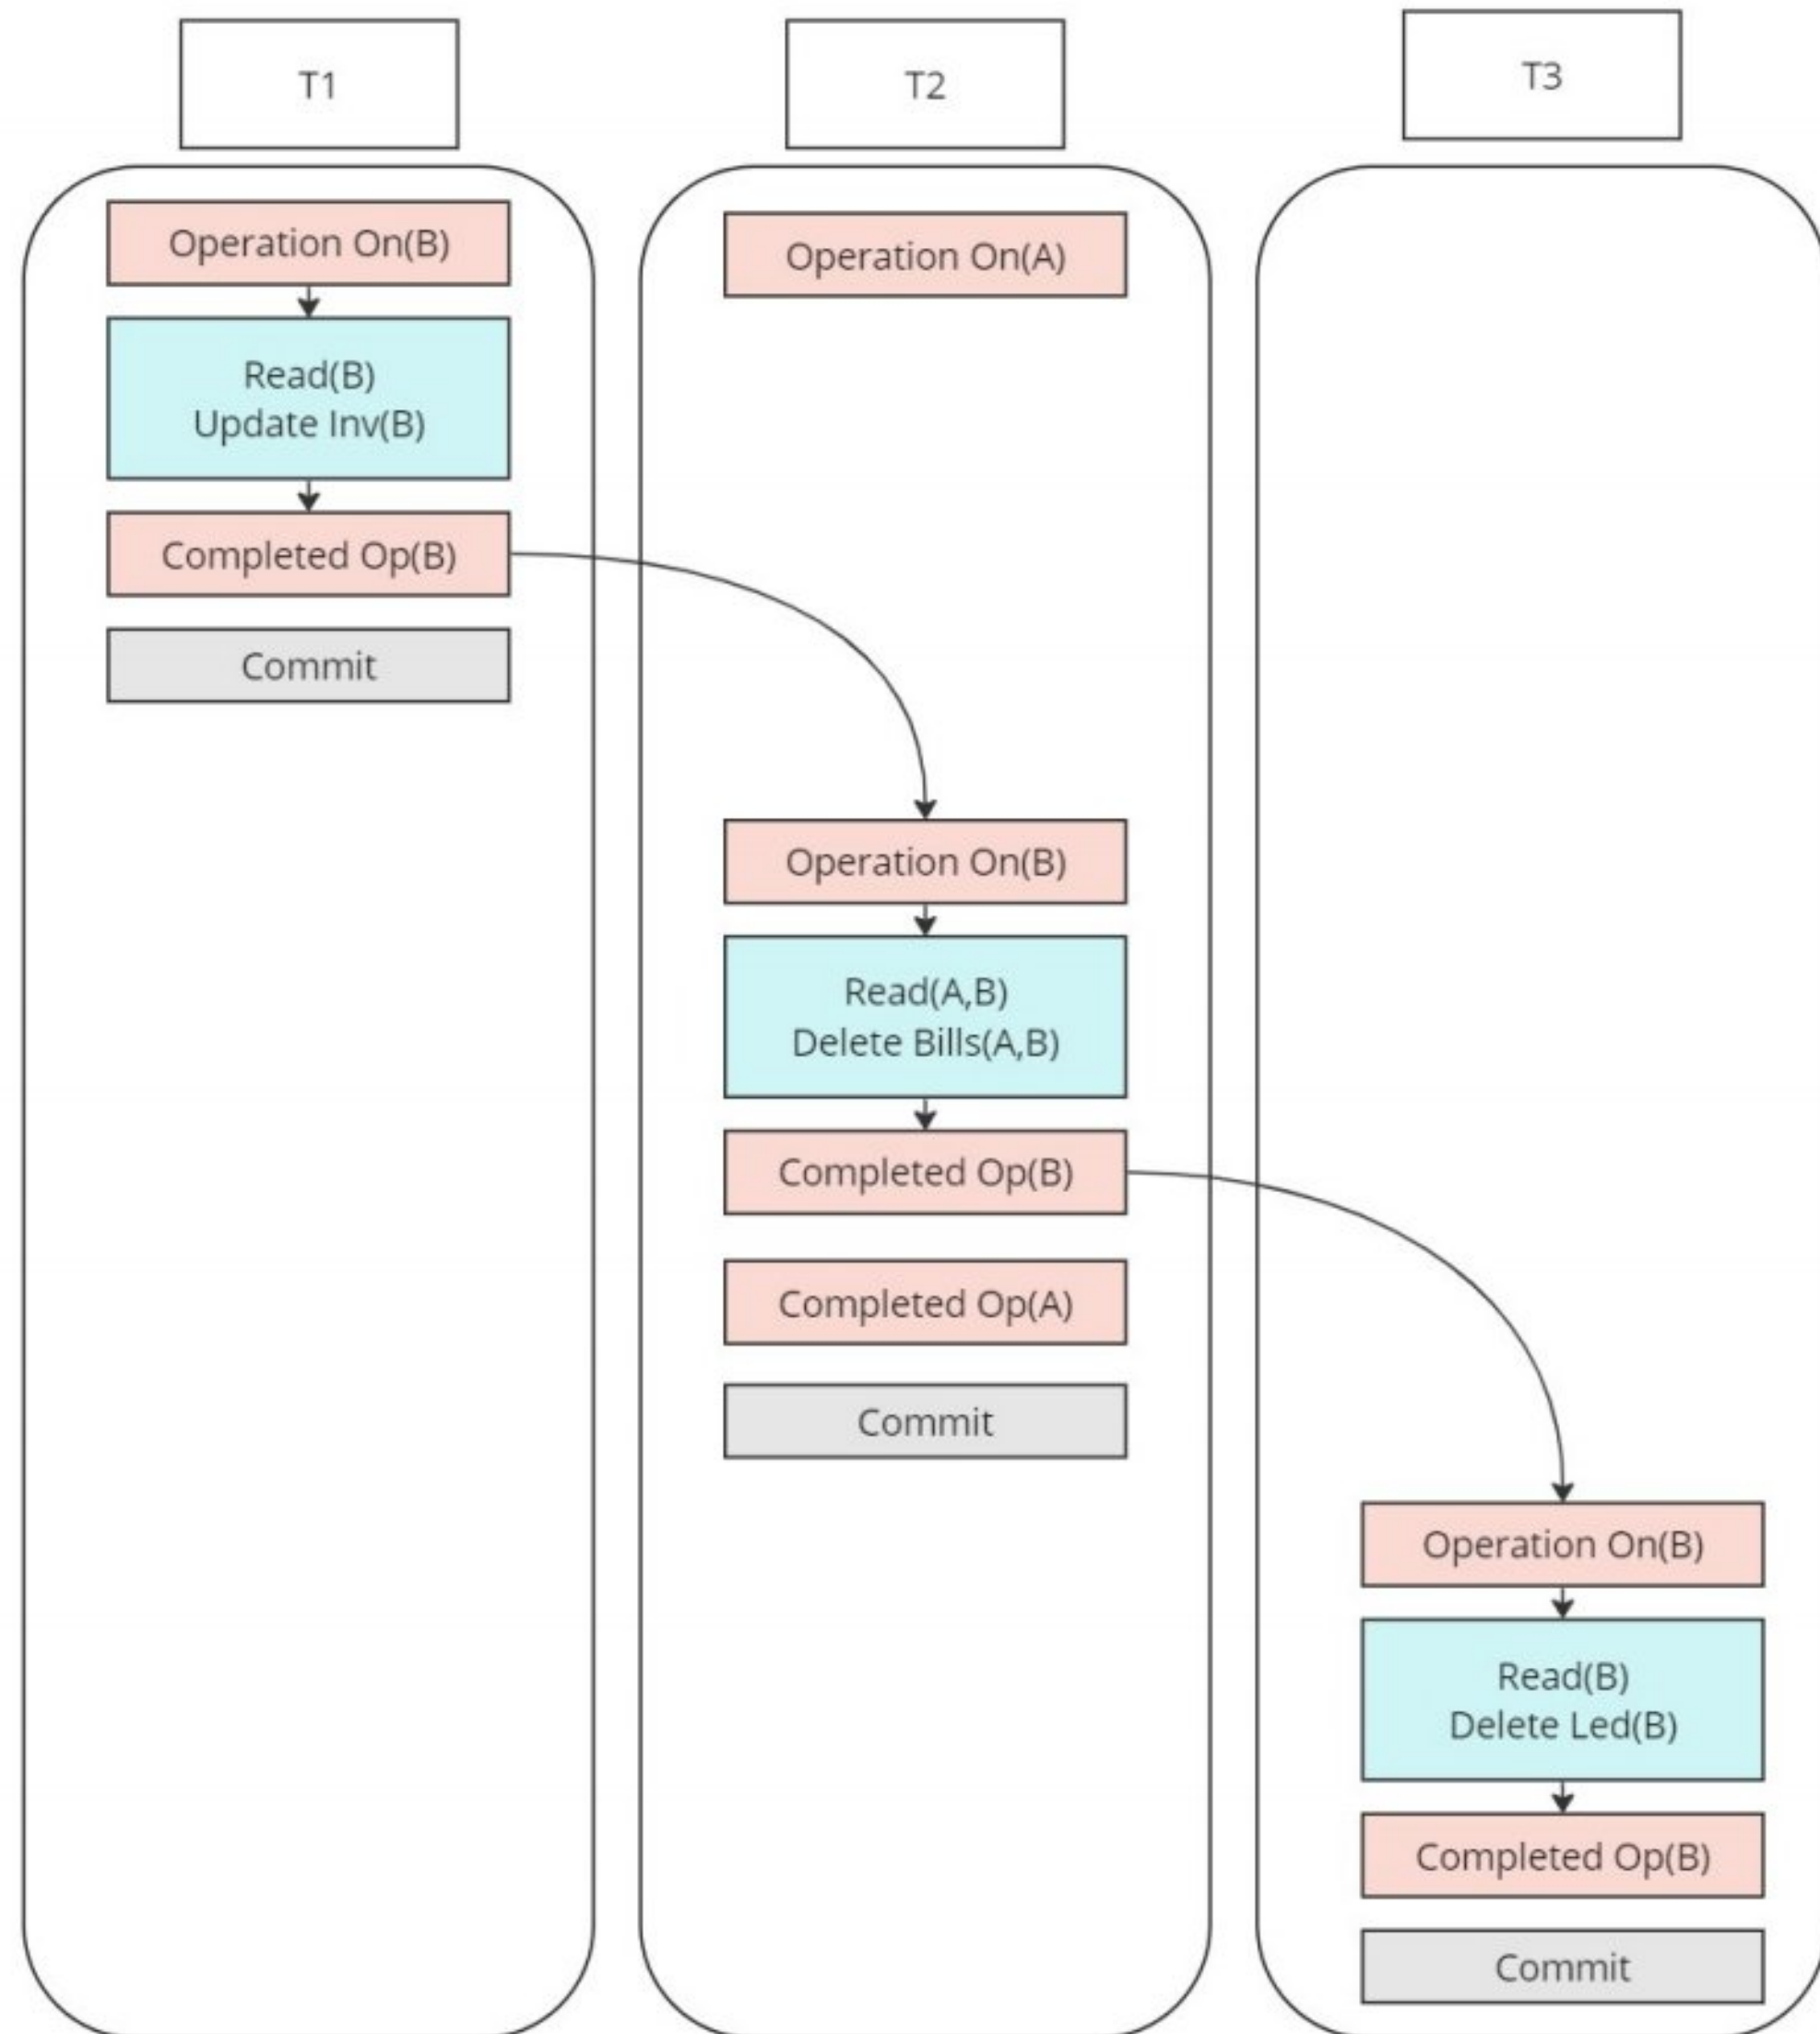 T1
T2
T3
Operation On(B)
Read(B)
Update Inv(B)
Completed Op(B)
Commit
Operation On(A)
Operation On(B)
Read(A,B)
Delete Bills(A,B)
Completed Op(B)
Completed Op(A)
Commit
Operation On(B)
Read(B)
Delete Led(B)
Completed Op(B)
Commit